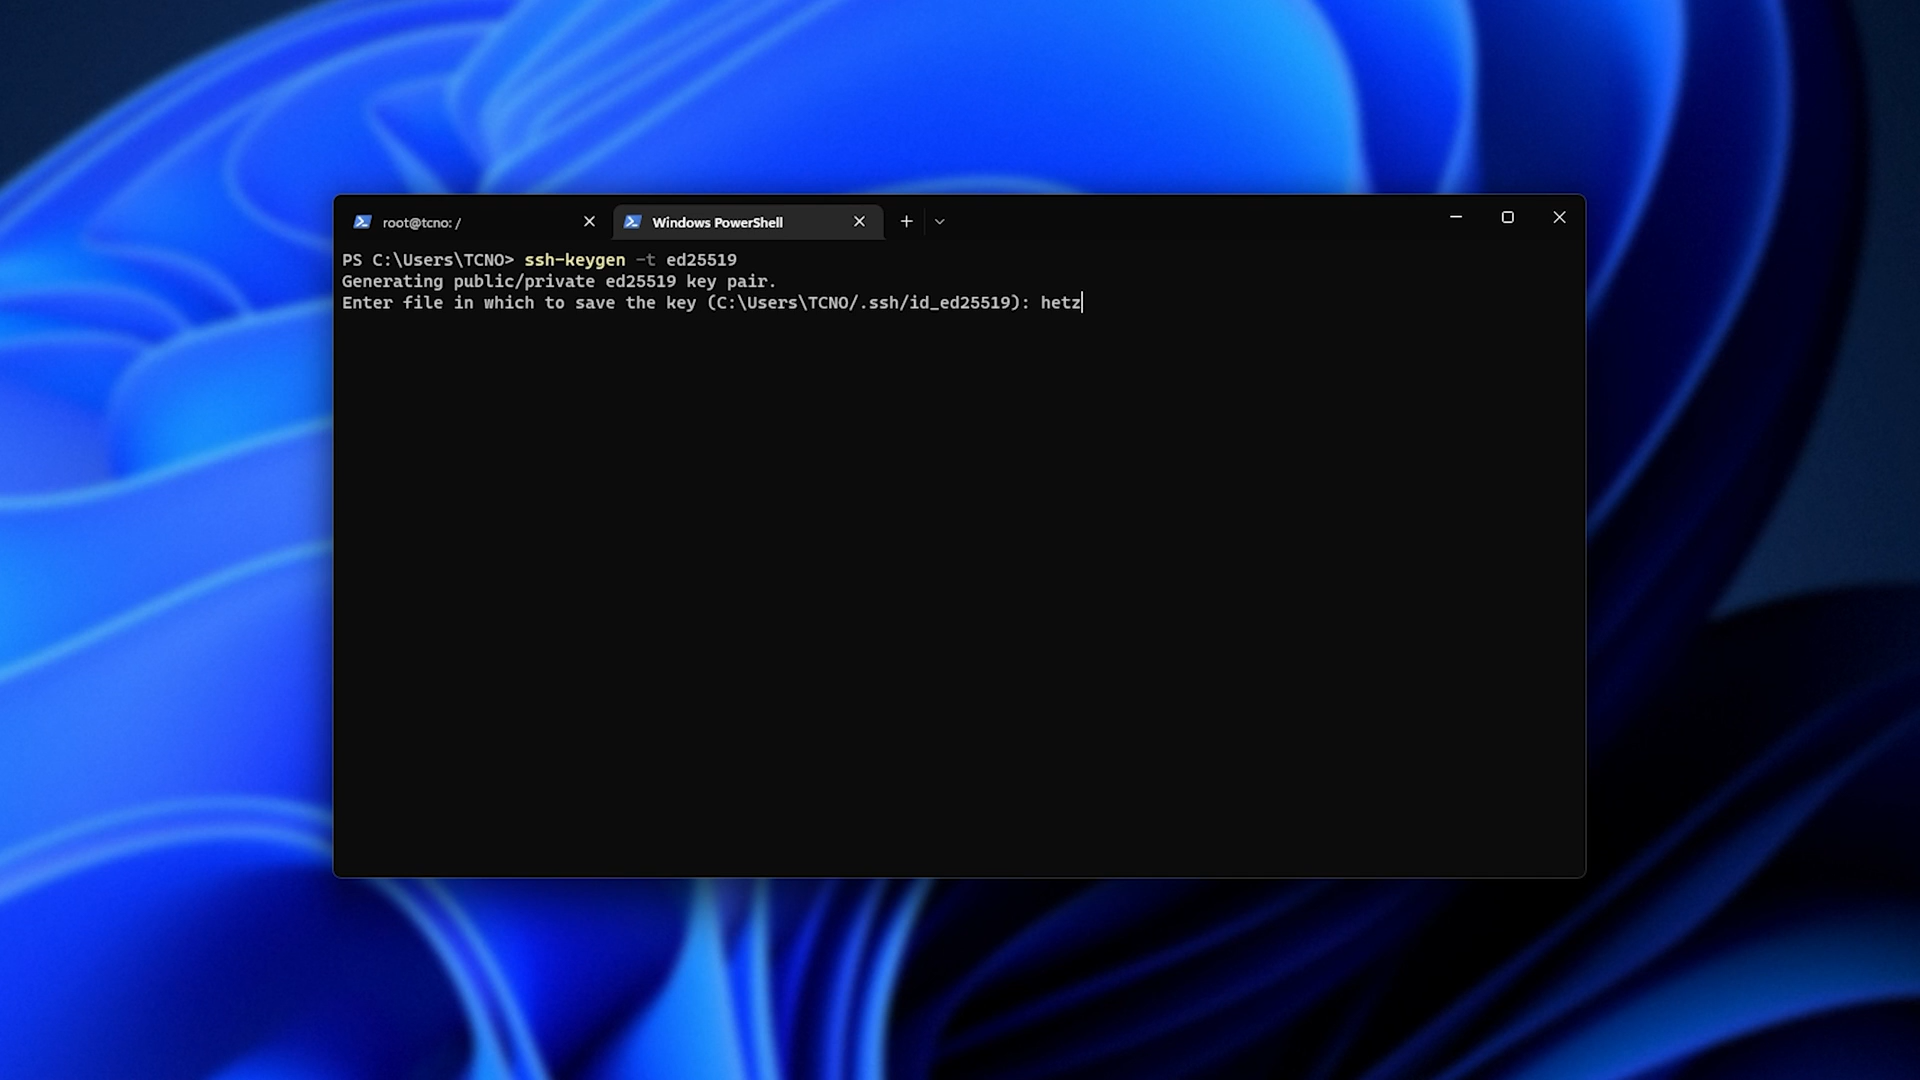 root@tcno: /
Windows PowerShell
PS C:\Users\TCNO> ssh-keygen -t ed25519
Generating public/private ed25519 key pair.
Enter file in which to save the key (C:\Users\TCNO/.ssh/id_ed25519): hetz